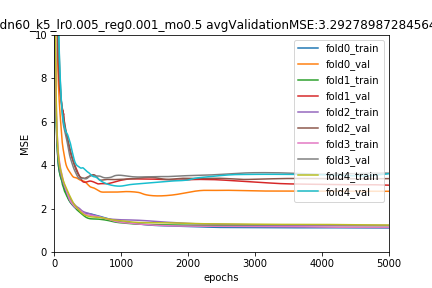 dn60_k5_lr0.005_reg0.001_mo0.5 avgValidationMSE:3.2927898728456
10
8
6
4
2
0
MSE
fold0_train
fold0_val
fold1_train
fold1_val
fold2_train
fold2_val
fold3_train
fold3_val
fold4_train
fold4_val
0 1000 2000 3000 4000 5000
epochs